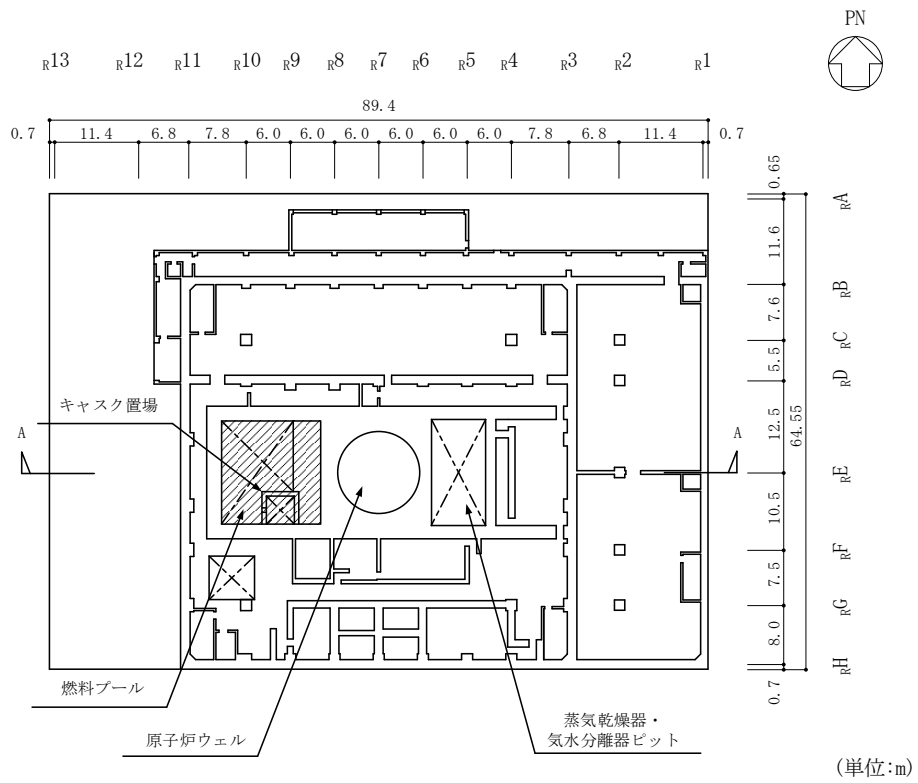 PN
R13 R12 R11 R10 R9 R8 R7 R6 R5 R4 R3 R2 R1
89.4
0.7 11.4 6.8 7.8 6.0 6.0 6.0 6.0 6.0 6.0 7.8 6.8 11.4 0.7
0.65
RA
11.6
RB
7.6
RC
5.5
RD
キャスク置場
12.5
64.55
A A
RE
10.5
RF
7.5
RG
8.0
RH
0.7
燃料プール
原子炉ウェル
蒸気乾燥器・
気水分離器ピット
(単位:m)